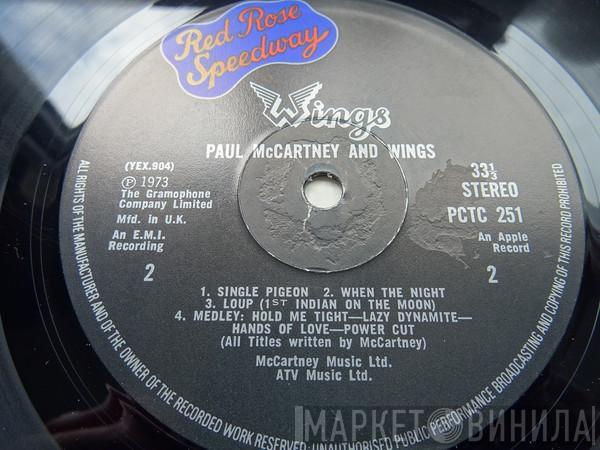 Red Rose
Speedway
Wings
PAUL McCARTNEY AND WINGS
(YEX.904)
℗ 1973
The Gramophone
Company Limited
Mfd. in U.K.
An E.M.I.
Recording
2
33⅓
STEREO
PCTC 251
An Apple
Record
2
1. SINGLE PIGEON 2. WHEN THE NIGHT
3. LOUP (1ST INDIAN ON THE MOON)
4. MEDLEY: HOLD ME TIGHT—LAZY DYNAMITE—
HANDS OF LOVE—POWER CUT
(All Titles written by McCartney)
McCartney Music Ltd.
ATV Music Ltd.
ALL RIGHTS OF THE MANUFACTURER AND OF THE OWNER OF THE RECORDED WORK RESERVED. UNAUTHORISED PUBLIC PERFORMANCE BROADCASTING AND COPYING OF THIS RECORD PROHIBITED
МАРКЕТ ВИНИЛА